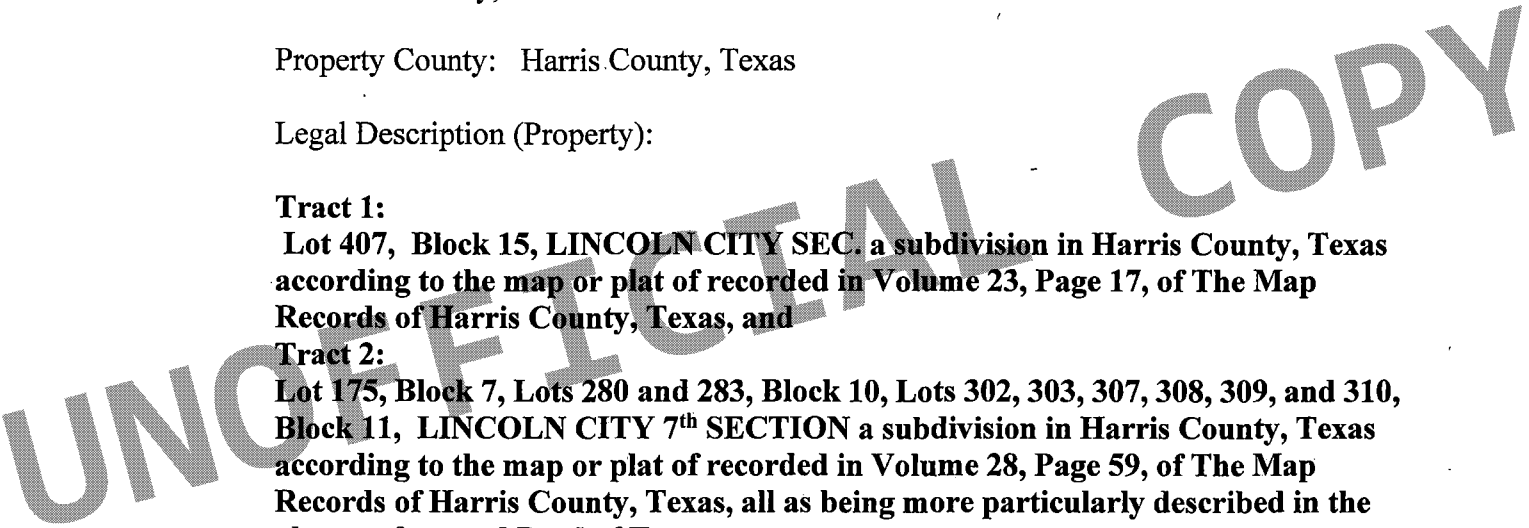 Property County: Harris County, Texas
Legal Description (Property):
Tract 1:
Lot 407, Block 15, LINCOLN CITY SEC. a subdivision in Harris County, Texas
according to the map or plat of recorded in Volume 23, Page 17, of The Map
Records of Harris County, Texas, and
Tract 2:
Lot 175, Block 7, Lots 280 and 283, Block 10, Lots 302, 303, 307, 308, 309, and 310,
Block 11, LINCOLN CITY 7th SECTION a subdivision in Harris County, Texas
according to the map or plat of recorded in Volume 28, Page 59, of The Map
Records of Harris County, Texas, all as being more particularly described in the
UNOFFICIAL COPY